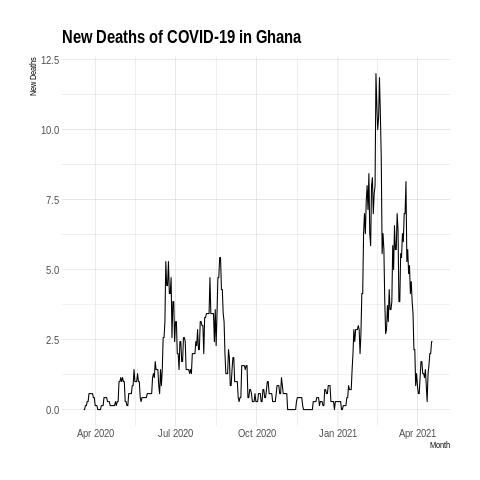 New Deaths of COVID-19 in Ghana
New Deaths
12.5
10.0
7.5
5.0
2.5
0.0
Apr 2020
Jul 2020
Oct 2020
Jan 2021
Apr 2021
Month